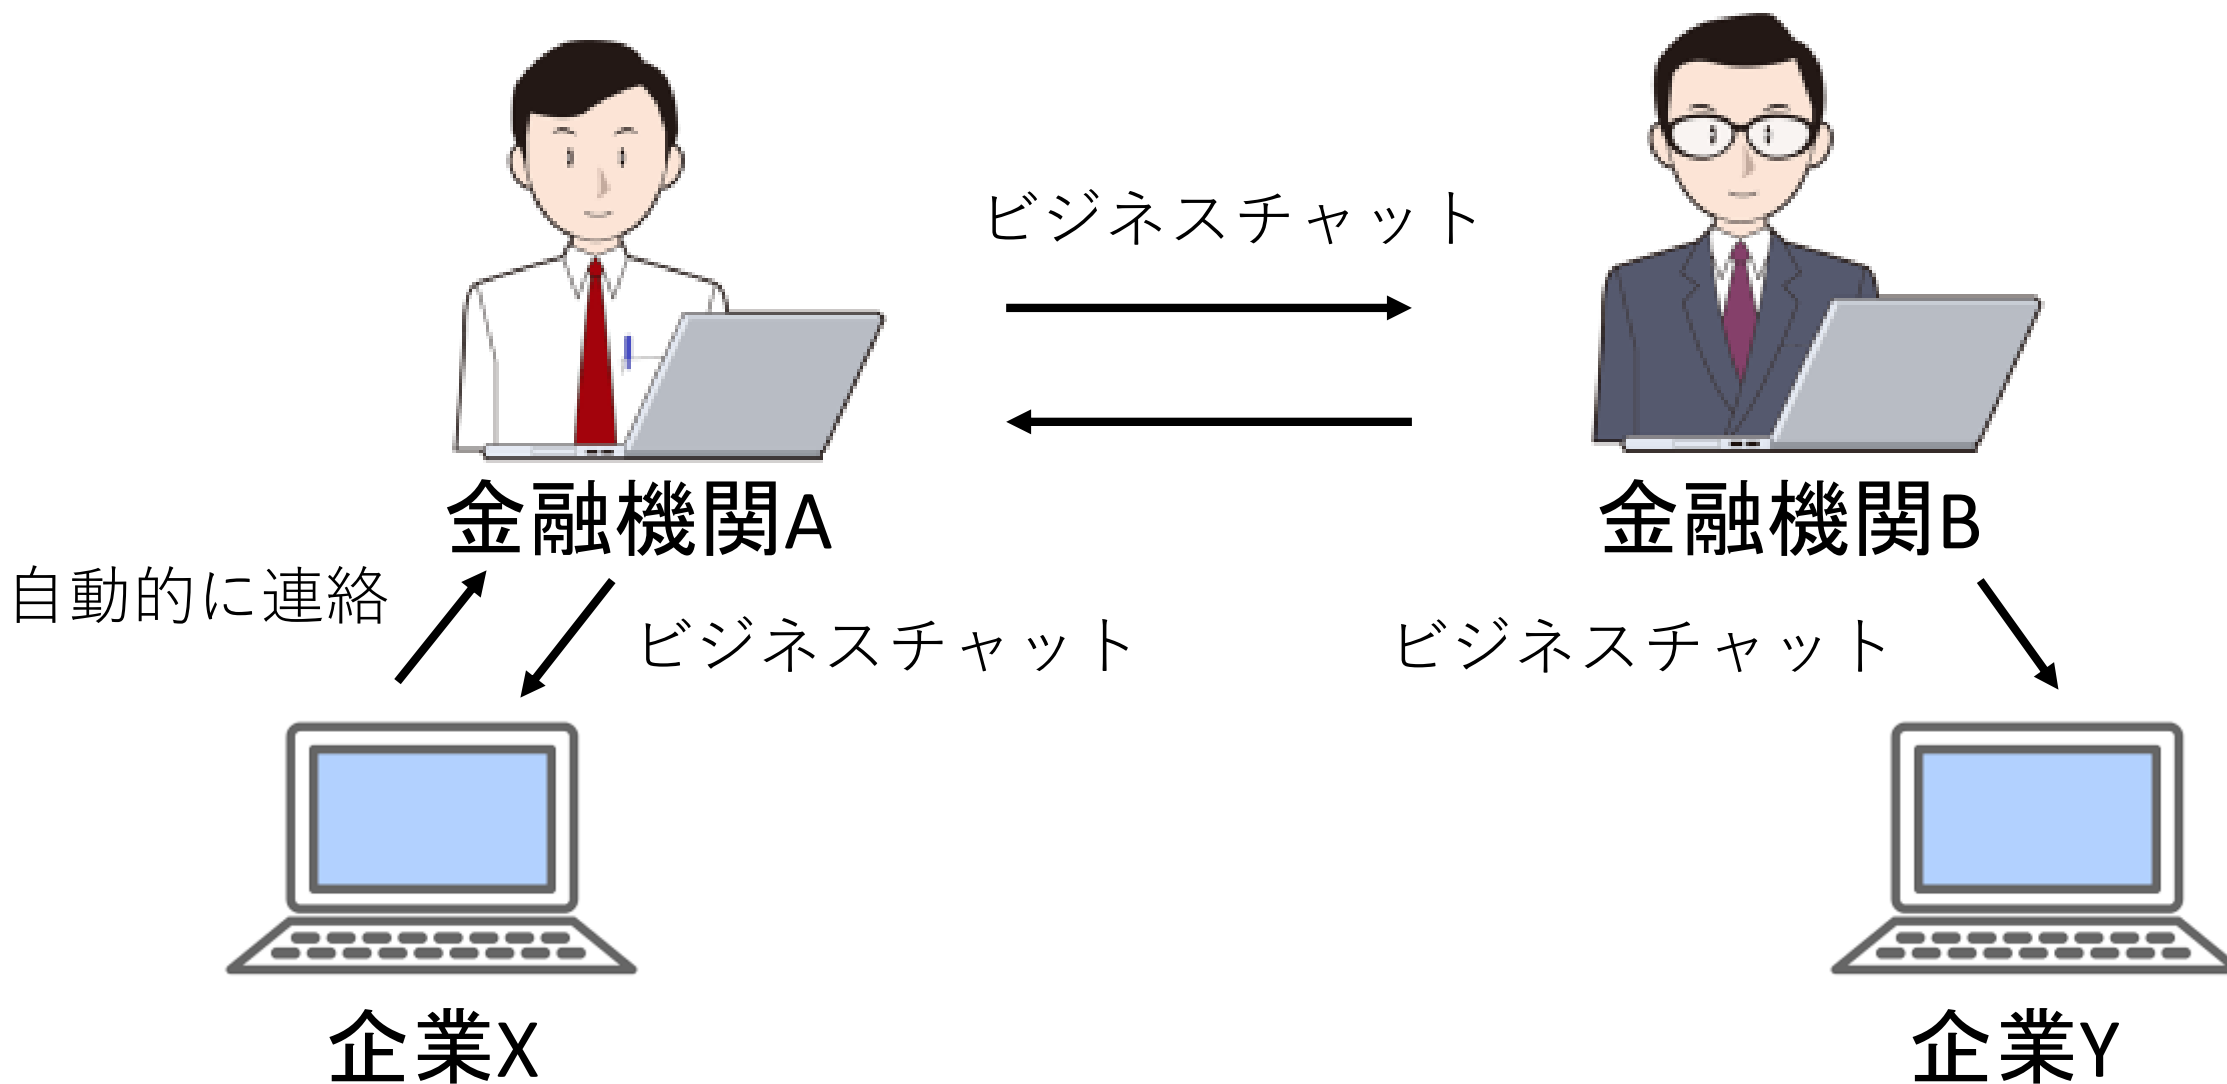 ビジネスチャット
金融機関A
金融機関B
自動的に連絡
ビジネスチャット
ビジネスチャット
企業X
企業Y